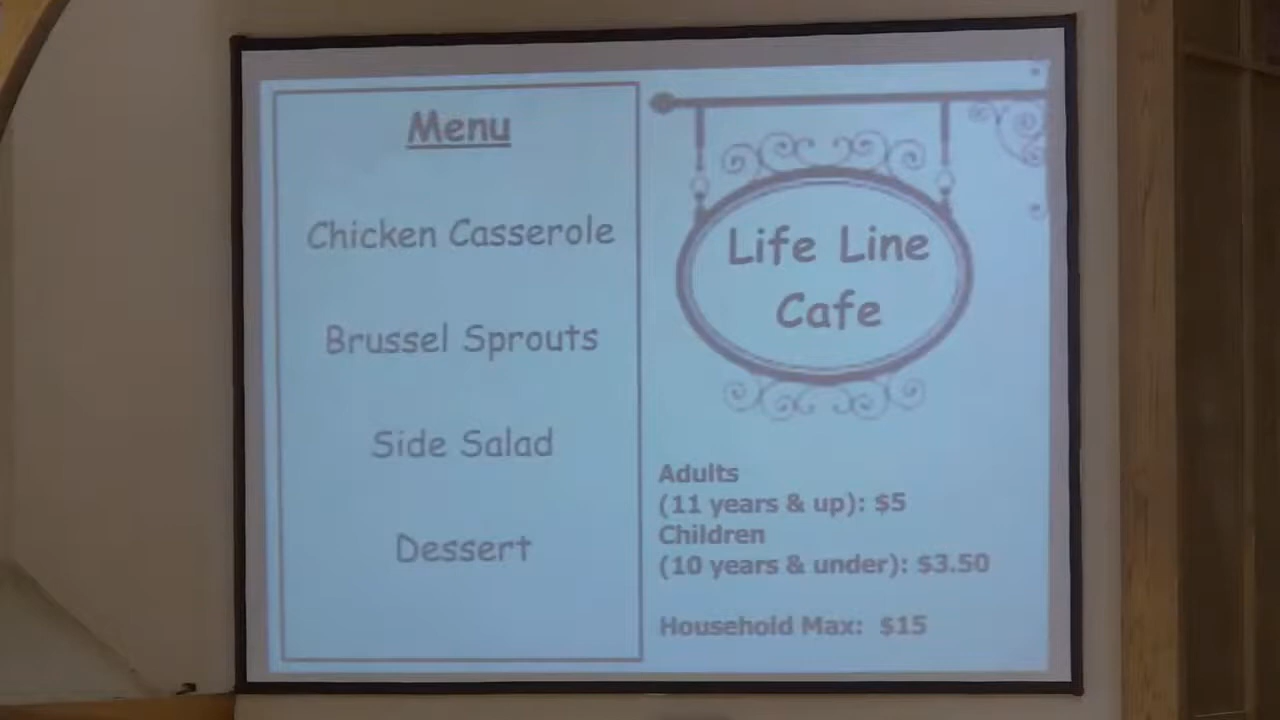 Menu
Chicken Casserole
Brussel Sprouts
Side Salad
Dessert
Life Line
Cafe
Adults
(11 years & up): $5
Children
(10 years & under): $3.50
Household Max: $15